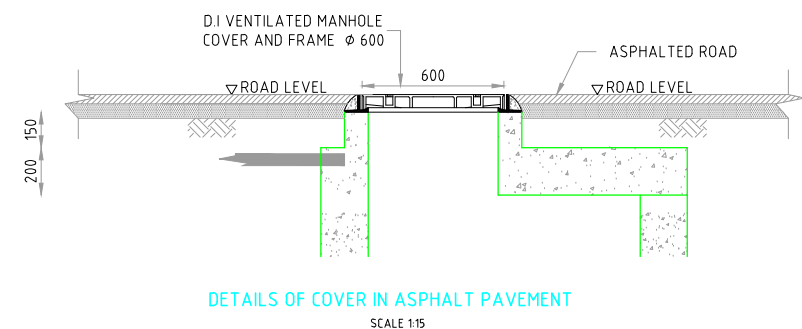 D.I VENTILATED MANHOLE
COVER AND FRAME Ø 600
600
ASPHALTED ROAD
ROAD LEVEL
ROAD LEVEL
150
200
DETAILS OF COVER IN ASPHALT PAVEMENT
SCALE 1:15